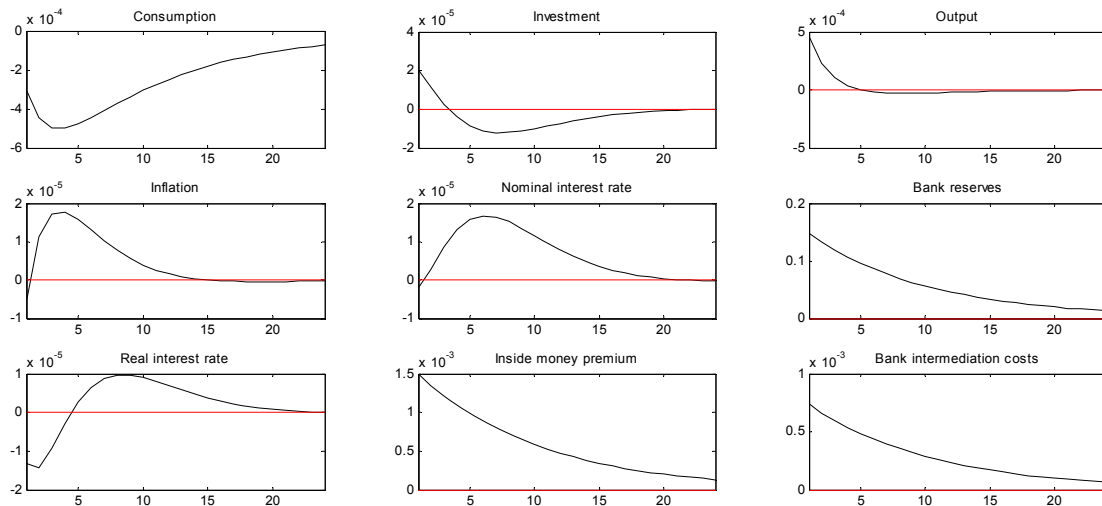 Consumption
x 10-4
0
-2
-4
-6
5 10 15 20
Investment
x 10-5
4
2
0
-2
5 10 15 20
Output
x 10-4
5
0
-5
5 10 15 20
Inflation
x 10-5
2
1
0
-1
5 10 15 20
Nominal interest rate
x 10-5
2
1
0
-1
5 10 15 20
Bank reserves
0.2
0.1
0
5 10 15 20
Real interest rate
x 10-5
1
0
-1
-2
5 10 15 20
Inside money premium
x 10-3
1.5
1
0.5
0
5 10 15 20
Bank intermediation costs
x 10-3
1
0.5
0
5 10 15 20